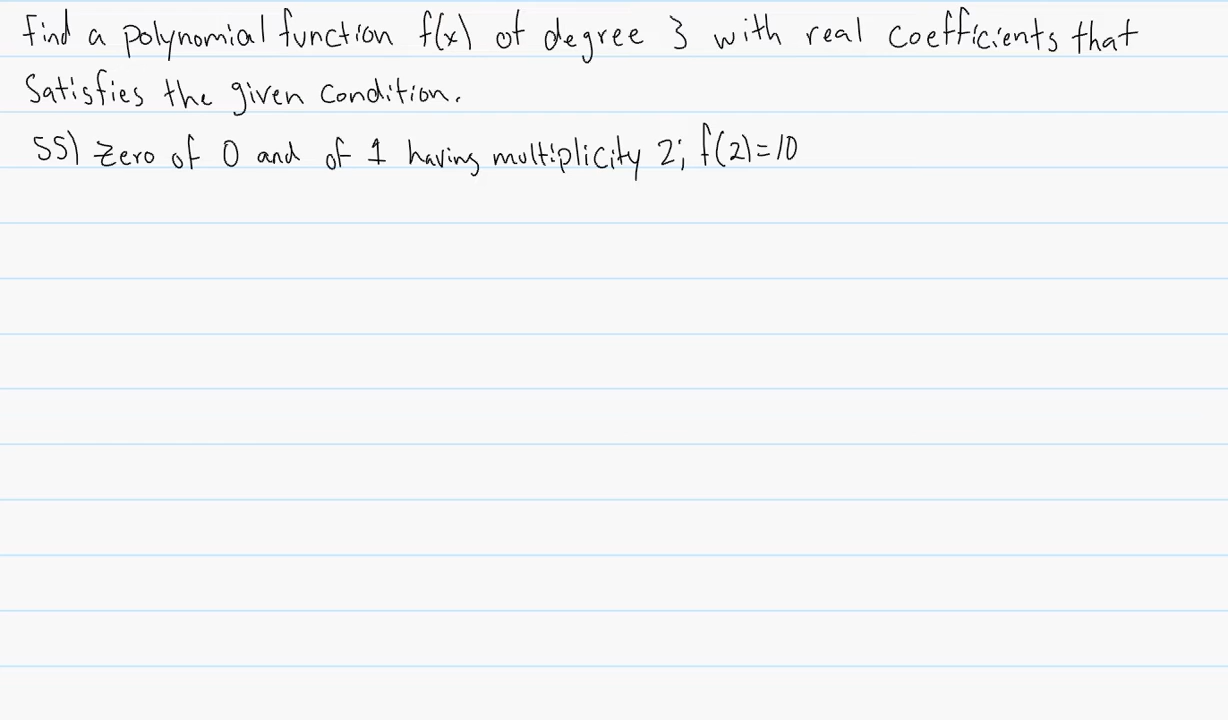 Find a polynomial function f(x) of degree 3 with real coefficients that
Satisfies the given condition.
55) Zero of 0 and of 1 having multiplicity 2; f(2)=10